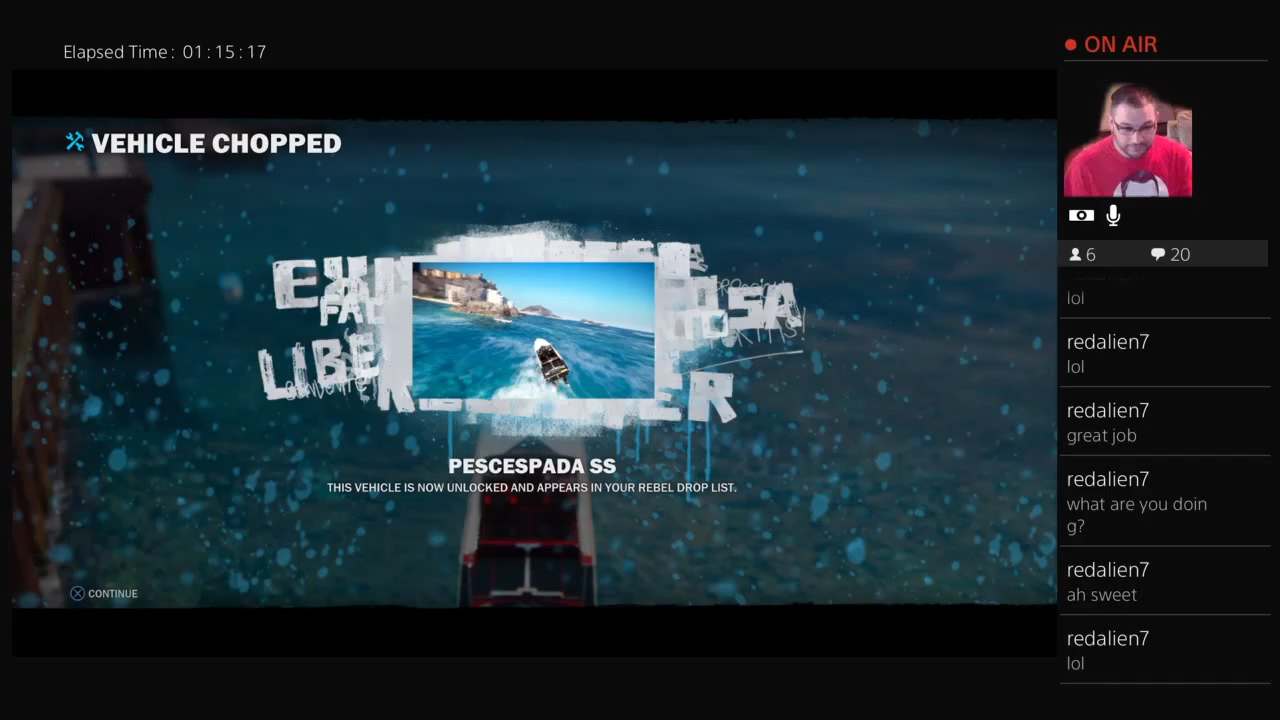 Elapsed Time: 01:15:17
ON AIR
VEHICLE CHOPPED
6 20
lol
redalien7
lol
redalien7
great job
redalien7
what are you doin
g?
redalien7
ah sweet
redalien7
lol
LIBE
PESCESPADA SS
THIS VEHICLE IS NOW UNLOCKED AND APPEARS IN YOUR REBEL DROP LIST.
CONTINUE